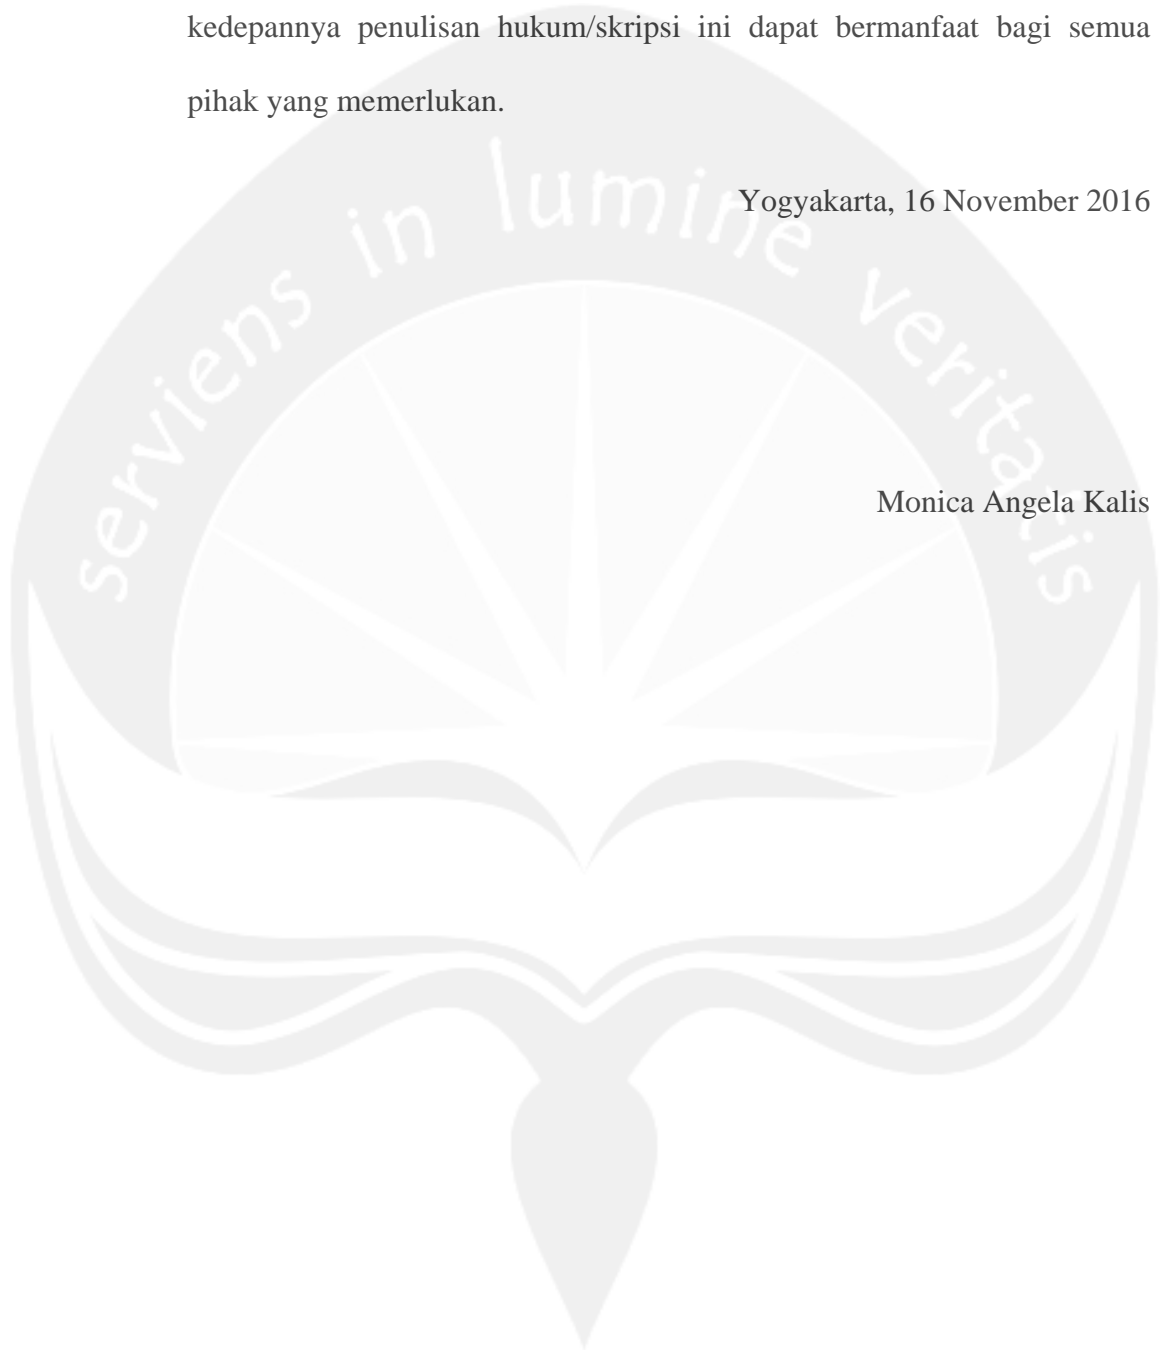 kedepannya penulisan hukum/skripsi ini dapat bermanfaat bagi semua
pihak yang memerlukan.
serviens in lumine veritatis
Yogyakarta, 16 November 2016
Monica Angela Kalis